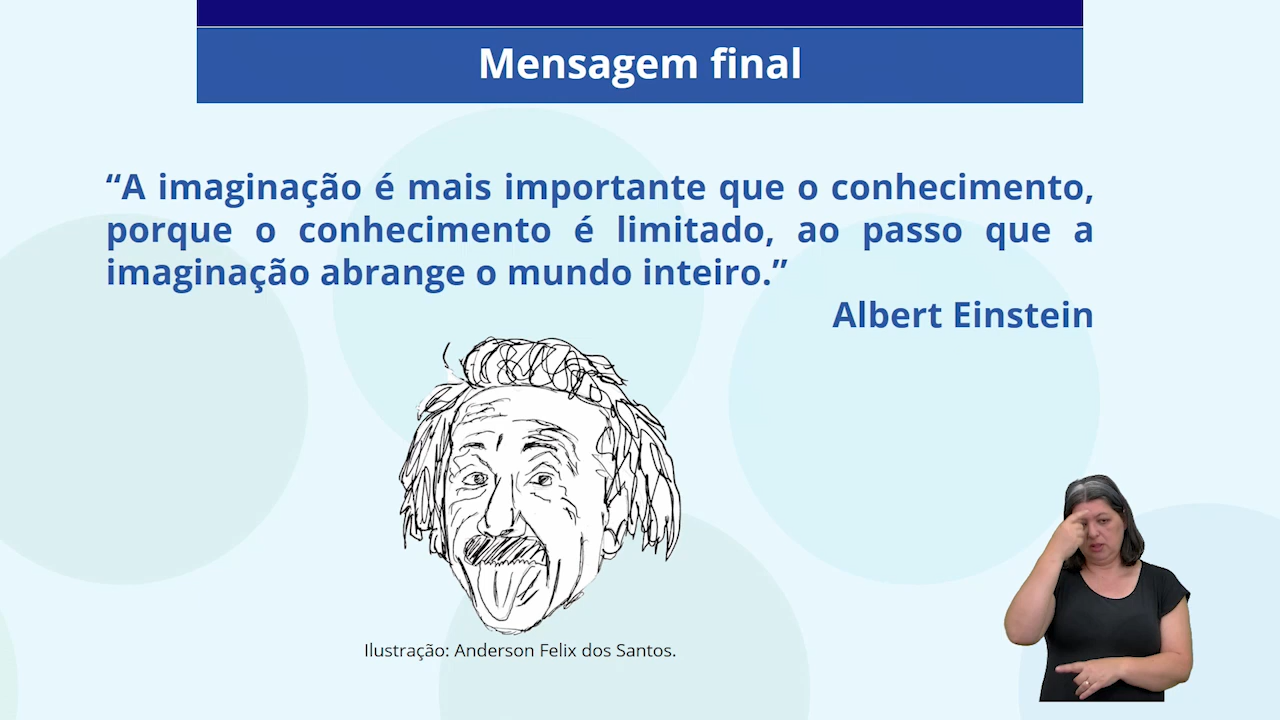 Mensagem final
“A imaginação é mais importante que o conhecimento,
porque o conhecimento é limitado, ao passo que a
imaginação abrange o mundo inteiro.”
Albert Einstein
Ilustração: Anderson Felix dos Santos.